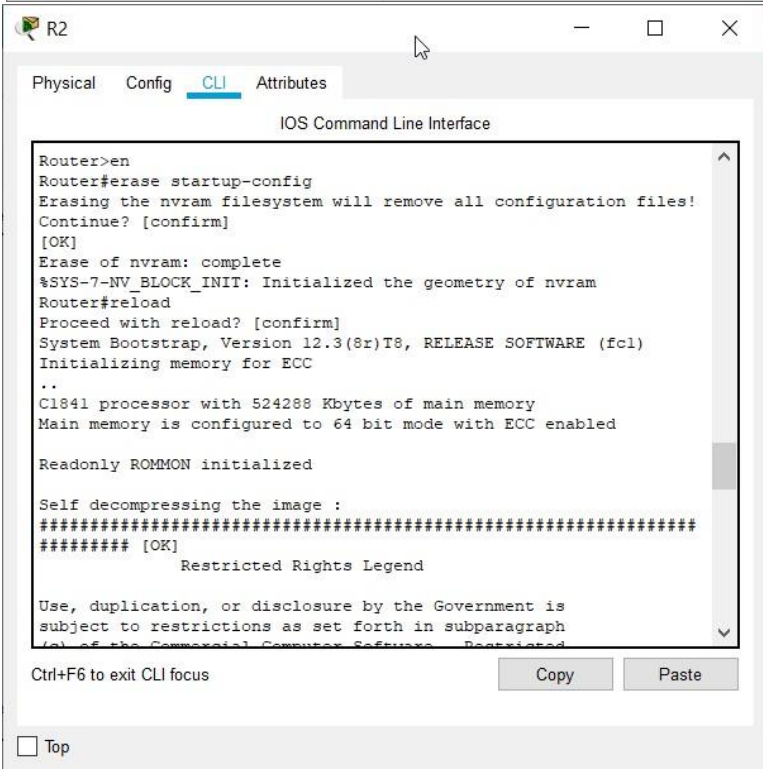 R2
Physical Config CLI Attributes
IOS Command Line Interface
Router>en
Router#erase startup-config
Erasing the nvram filesystem will remove all configuration files!
Continue? [confirm]
[OK]
Erase of nvram: complete
%SYS-7-NV_BLOCK_INIT: Initialized the geometry of nvram
Router#reload
Proceed with reload? [confirm]
System Bootstrap, Version 12.3(8r)T8, RELEASE SOFTWARE (fc1)
Initializing memory for ECC
..
C1841 processor with 524288 Kbytes of main memory
Main memory is configured to 64 bit mode with ECC enabled
Readonly ROMMON initialized
Self decompressing the image :
#################################################################
######### [OK]
Restricted Rights Legend
Use, duplication, or disclosure by the Government is
subject to restrictions as set forth in subparagraph
(c) of the Commercial Computer Software - Restricted
Ctrl+F6 to exit CLI focus
Copy Paste
Top